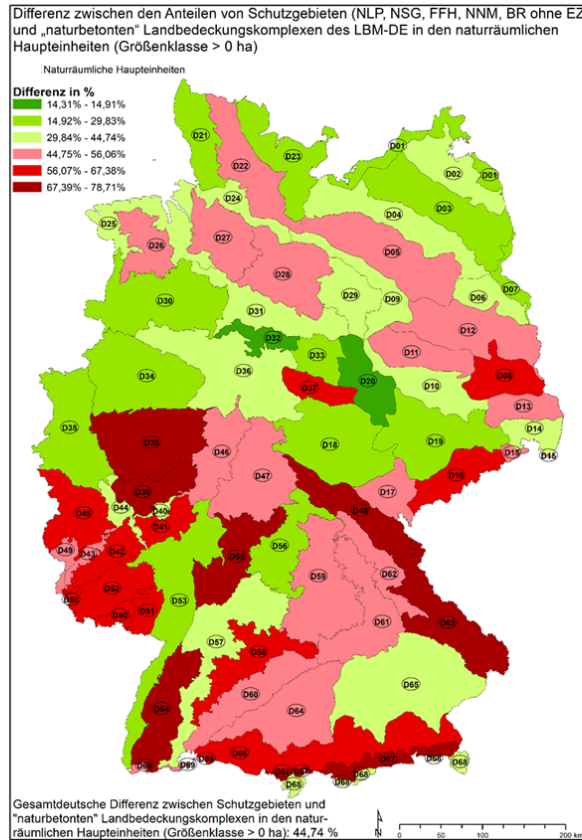 Differenz zwischen den Anteilen von Schutzgebieten (NLP, NSG, FFH, NNM, BR ohne EZ)
und „naturbetonten“ Landbedeckungskomplexen des LBM-DE in den naturräumlichen
Haupteinheiten (Größenklasse > 0 ha)
Naturräumliche Haupteinheiten
Differenz in %
14,31% - 14,91%
14,92% - 29,83%
29,84% - 44,74%
44,75% - 56,06%
56,07% - 67,38%
67,39% - 78,71%
D21
D22
D23
D01
D02
D01
D03
D24
D25
D26
D27
D04
D05
D28
D29
D09
D06
D07
D30
D31
D32
D33
D12
D11
D08
D20
D10
D37
D36
D34
D13
D14
D15
D15
D35
D38
D46
D47
D18
D19
D16
D17
D39
D44
D40
D41
D45
D48
D49
D43
D42
D55
D56
D59
D62
D50
D52
D51
D53
D61
D63
D57
D58
D54
D60
D64
D65
D69
D66
D67
D67
D68
D68
D68
D67
D68
D68
Gesamtdeutsche Differenz zwischen Schutzgebieten und
"naturbetonten" Landbedeckungskomplexen in den natur-
räumlichen Haupteinheiten (Größenklasse > 0 ha): 44,74 %
N
0 50 100 200 km